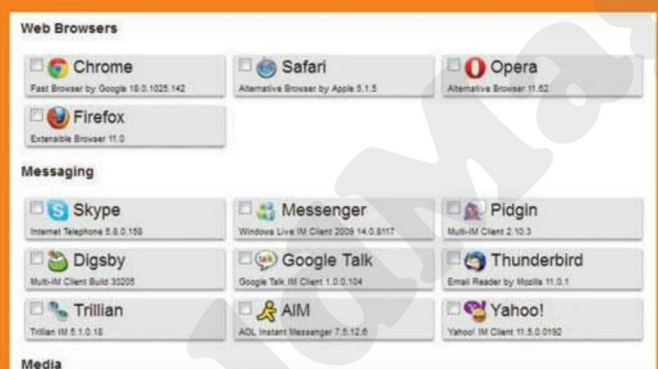 Web Browsers
Chrome
Fast Browser by Google 18.0.1025.142
Safari
Alternative Browser by Apple 5.1.5
Opera
Alternative Browser 11.62
Firefox
Extensible Browser 11.0
Messaging
Skype
Internet Telephone 5.8.0.158
Messenger
Windows Live IM Client 2009 14.0.8117
Pidgin
Multi-IM Client 2.10.3
Digsby
Multi-IM Client Build 30205
Google Talk
Google Talk IM Client 1.0.0.104
Thunderbird
Email Reader by Mozilla 11.0.1
Trillian
Trillian IM 5.1.0.18
AIM
AOL Instant Messenger 7.5.12.6
Yahoo!
Yahoo! IM Client 11.5.0.0192
Media